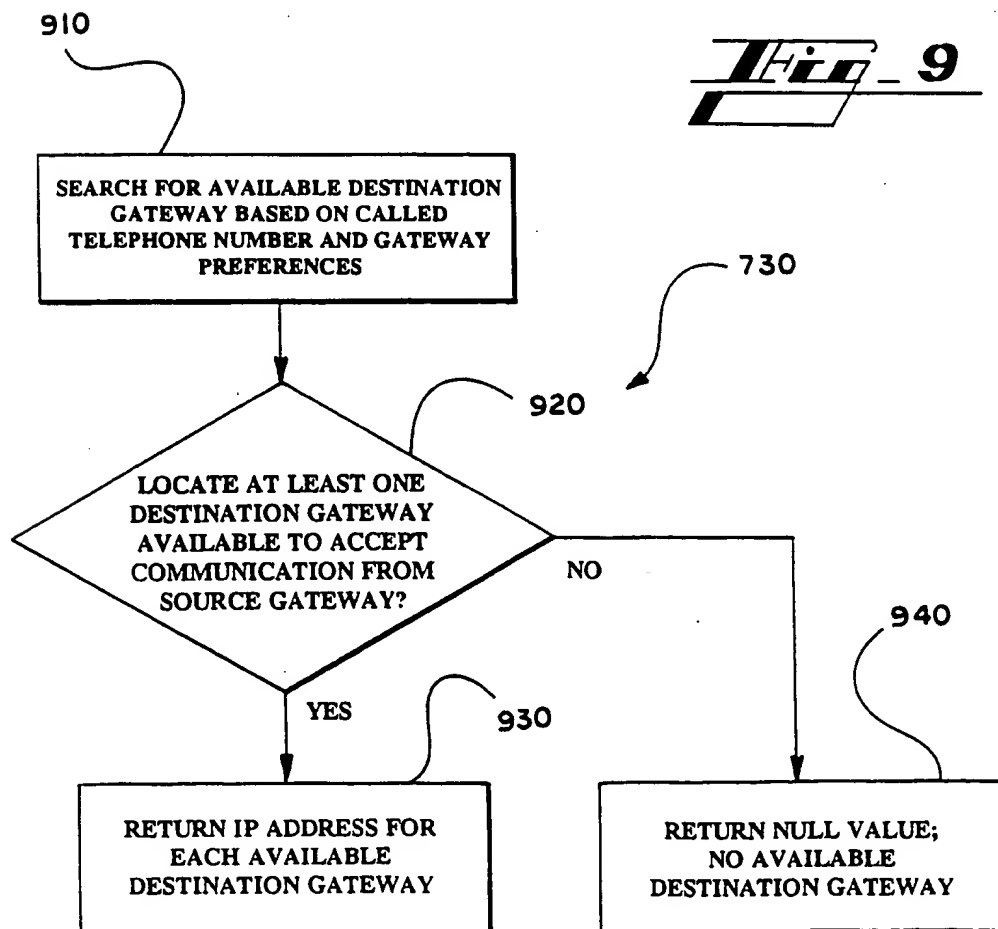 910
Fig_9
SEARCH FOR AVAILABLE DESTINATION
GATEWAY BASED ON CALLED
TELEPHONE NUMBER AND GATEWAY
PREFERENCES
730
920
LOCATE AT LEAST ONE
DESTINATION GATEWAY
AVAILABLE TO ACCEPT
COMMUNICATION FROM
SOURCE GATEWAY?
NO
940
YES
930
RETURN IP ADDRESS FOR
EACH AVAILABLE
DESTINATION GATEWAY
RETURN NULL VALUE;
NO AVAILABLE
DESTINATION GATEWAY